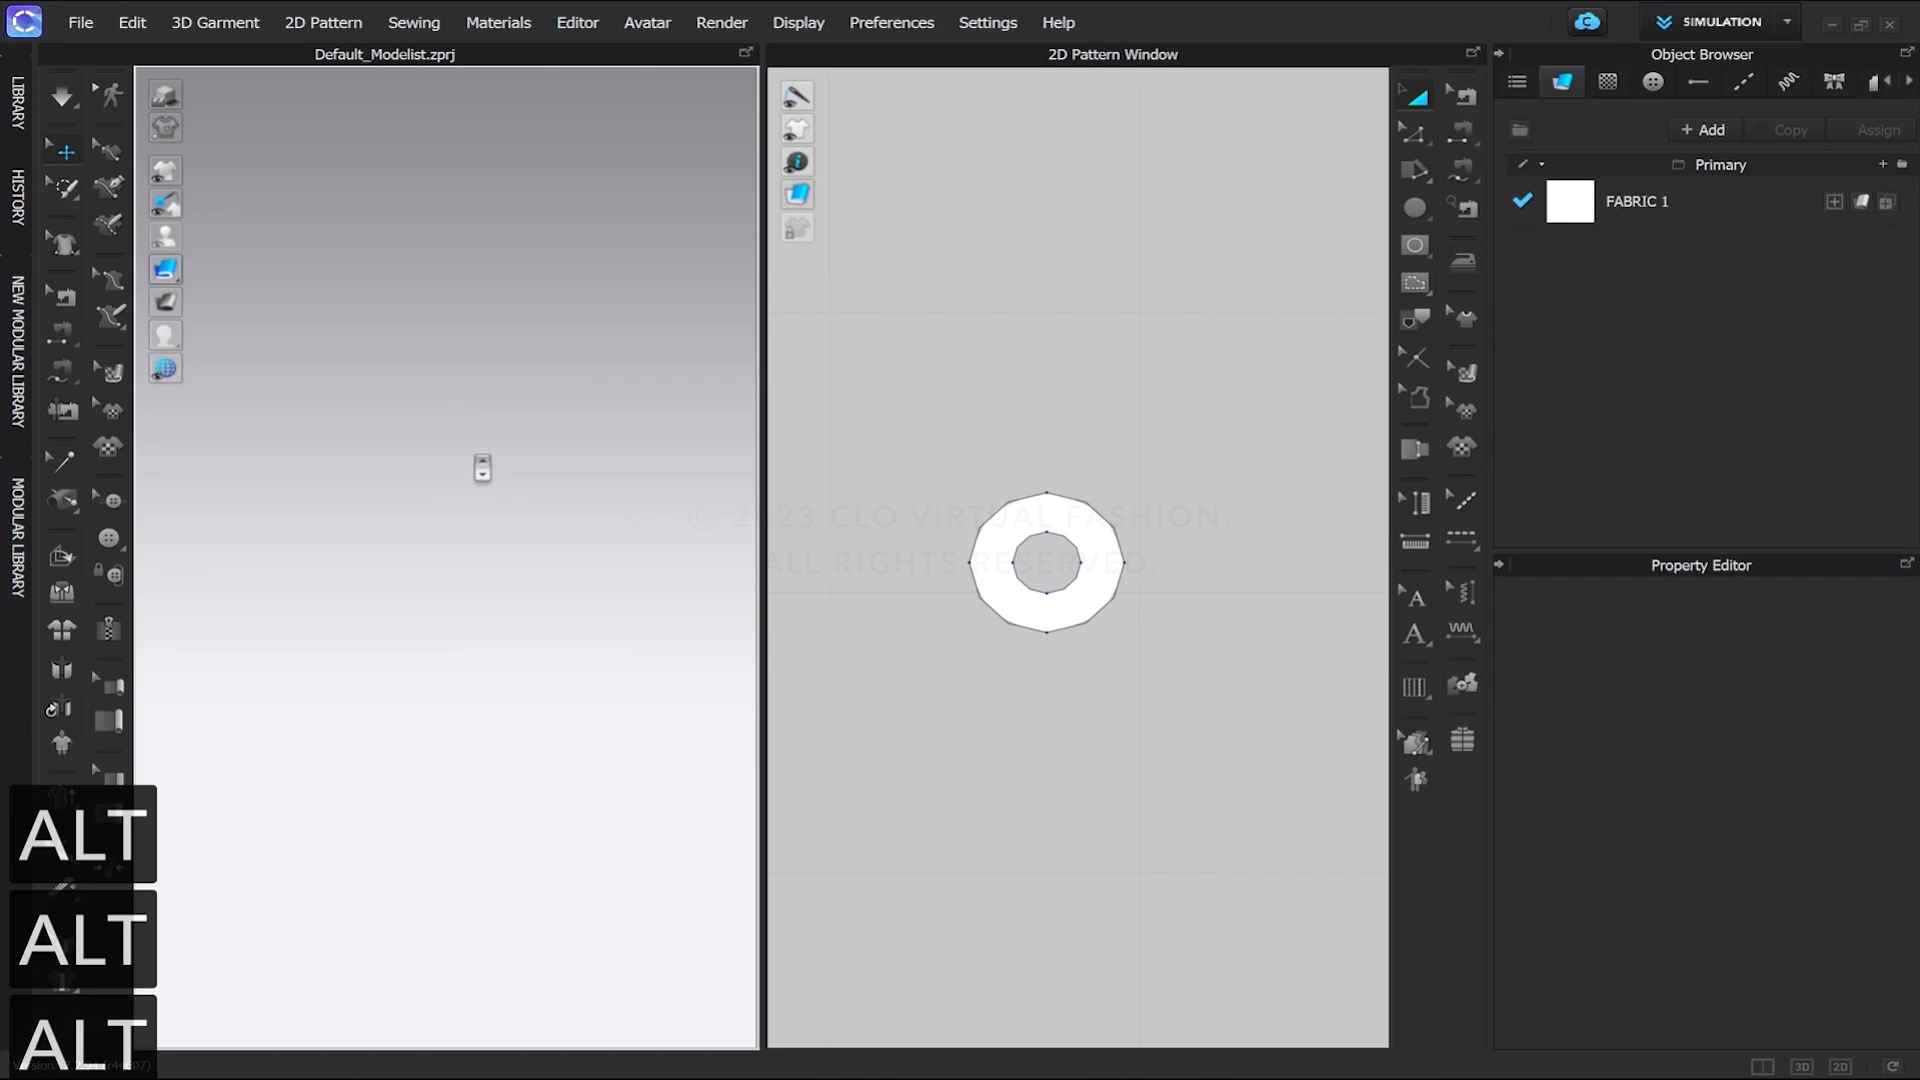 File Edit 3D Garment 2D Pattern Sewing Materials Editor Avatar Render Display Preferences Settings Help
SIMULATION
Default_Modelist.zprj
2D Pattern Window
Object Browser
+ Add Copy Assign
Primary
FABRIC 1
Property Editor
LIBRARY
HISTORY
NEW MODULAR LIBRARY
MODULAR LIBRARY
© 2023 CLO VIRTUAL FASHION.
ALL RIGHTS RESERVED.
ALT
ALT
ALT
3D 2D